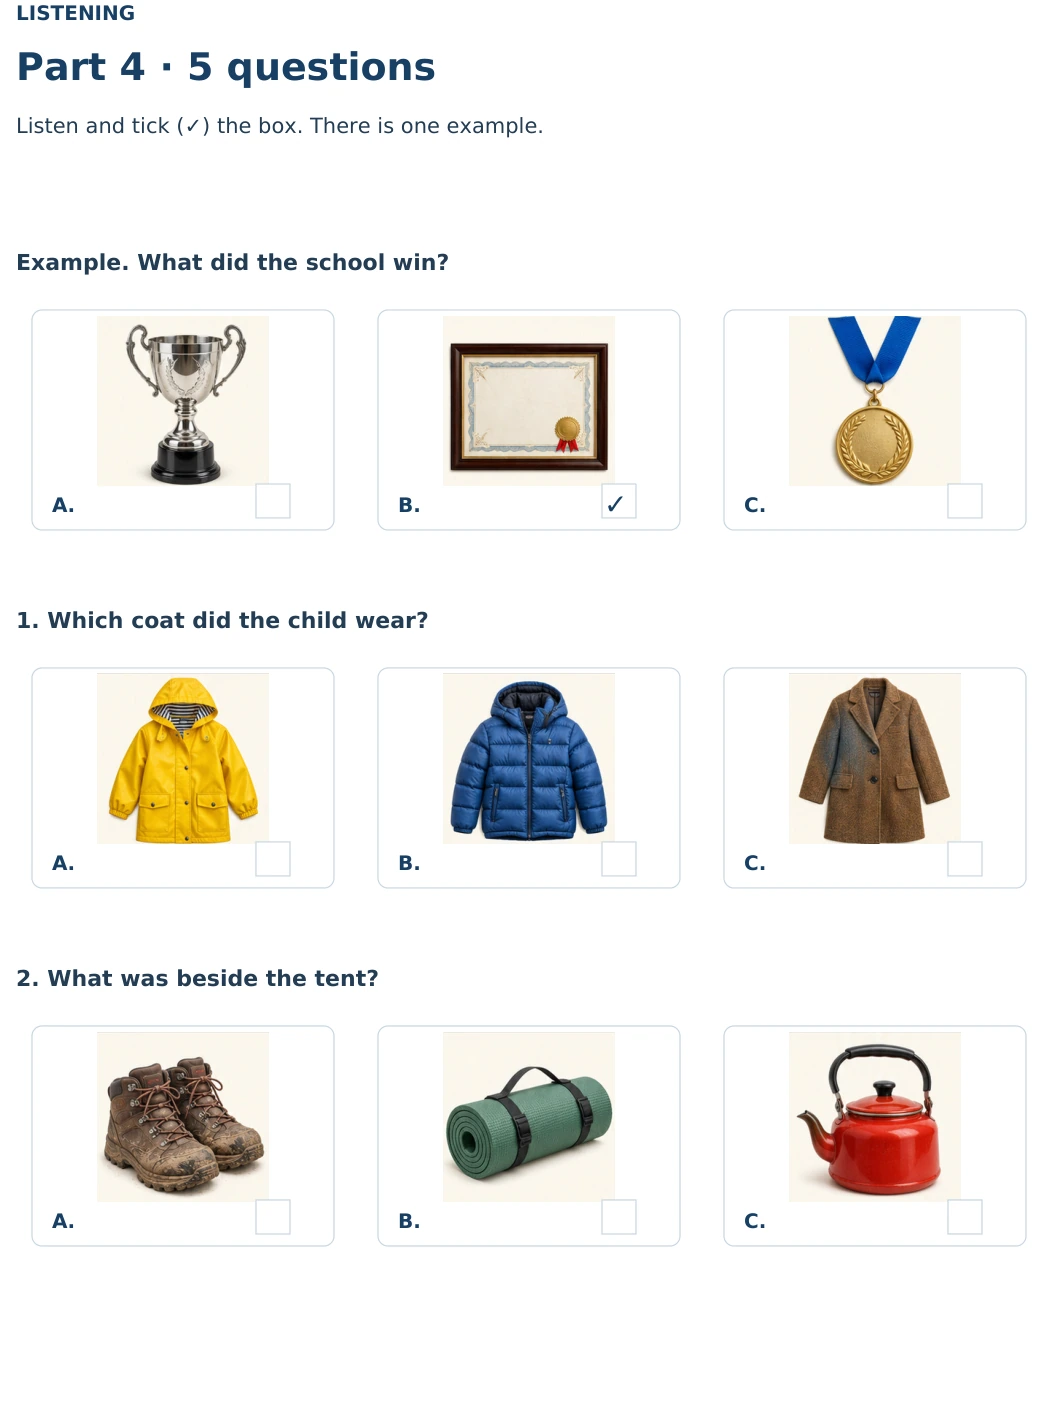 LISTENING
Part 4 · 5 questions
Listen and tick (✓) the box. There is one example.
Example. What did the school win?
A.
B. ✓
C.
1. Which coat did the child wear?
A.
B.
C.
2. What was beside the tent?
A.
B.
C.